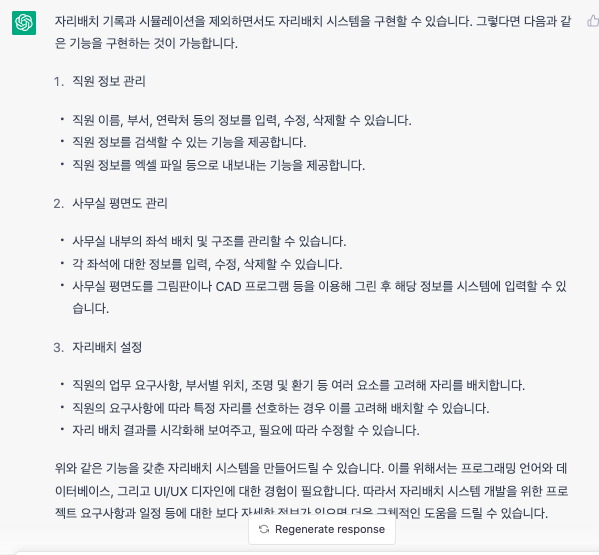 자리배치 기록과 시뮬레이션을 제외하면서도 자리배치 시스템을 구현할 수 있습니다. 그렇다면 다음과 같
은 기능을 구현하는 것이 가능합니다.
1. 직원 정보 관리
• 직원 이름, 부서, 연락처 등의 정보를 입력, 수정, 삭제할 수 있습니다.
• 직원 정보를 검색할 수 있는 기능을 제공합니다.
• 직원 정보를 엑셀 파일 등으로 내보내는 기능을 제공합니다.
2. 사무실 평면도 관리
• 사무실 내부의 좌석 배치 및 구조를 관리할 수 있습니다.
• 각 좌석에 대한 정보를 입력, 수정, 삭제할 수 있습니다.
• 사무실 평면도를 그림판이나 CAD 프로그램 등을 이용해 그린 후 해당 정보를 시스템에 입력할 수 있
습니다.
3. 자리배치 설정
• 직원의 업무 요구사항, 부서별 위치, 조명 및 환기 등 여러 요소를 고려해 자리를 배치합니다.
• 직원의 요구사항에 따라 특정 자리를 선호하는 경우 이를 고려해 배치할 수 있습니다.
• 자리 배치 결과를 시각화해 보여주고, 필요에 따라 수정할 수 있습니다.
위와 같은 기능을 갖춘 자리배치 시스템을 만들어드릴 수 있습니다. 이를 위해서는 프로그래밍 언어와 데
이터베이스, 그리고 UI/UX 디자인에 대한 경험이 필요합니다. 따라서 자리배치 시스템 개발을 위한 프로
젝트 요구사항과 일정 등에 대한 보다 자세한 정보가 있으면 더욱 구체적인 도움을 드릴 수 있습니다.
Regenerate response